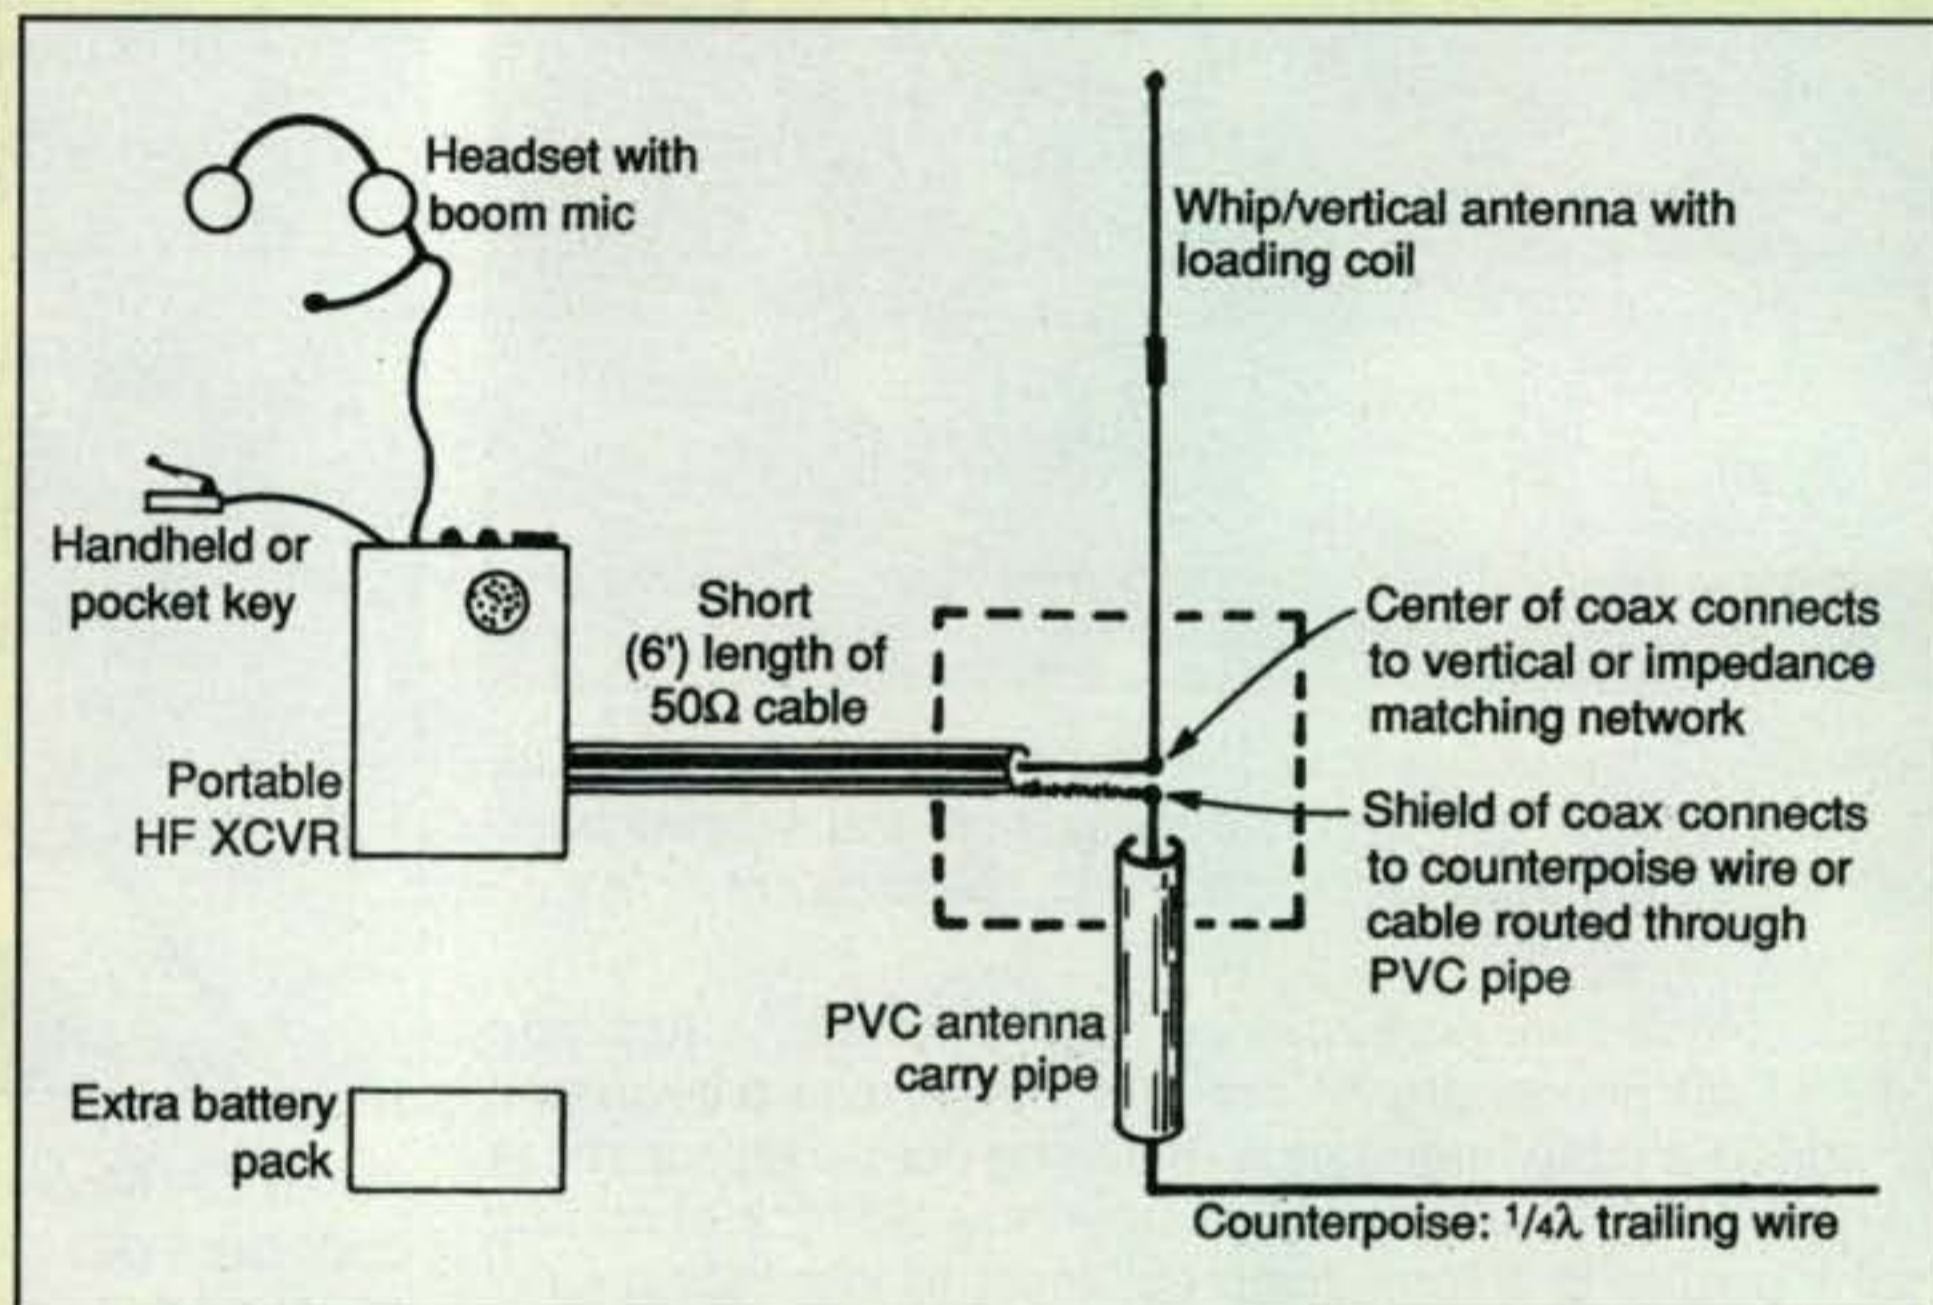 Headset with
boom mic
Whip/vertical antenna with
loading coil
Handheld or
pocket key
Short
(6') length of
50Ω cable
Center of coax connects
to vertical or impedance
matching network
Portable
HF XCVR
Shield of coax connects
to counterpoise wire or
cable routed through
PVC pipe
PVC antenna
carry pipe
Extra battery
pack
Counterpoise: 1/4λ trailing wire